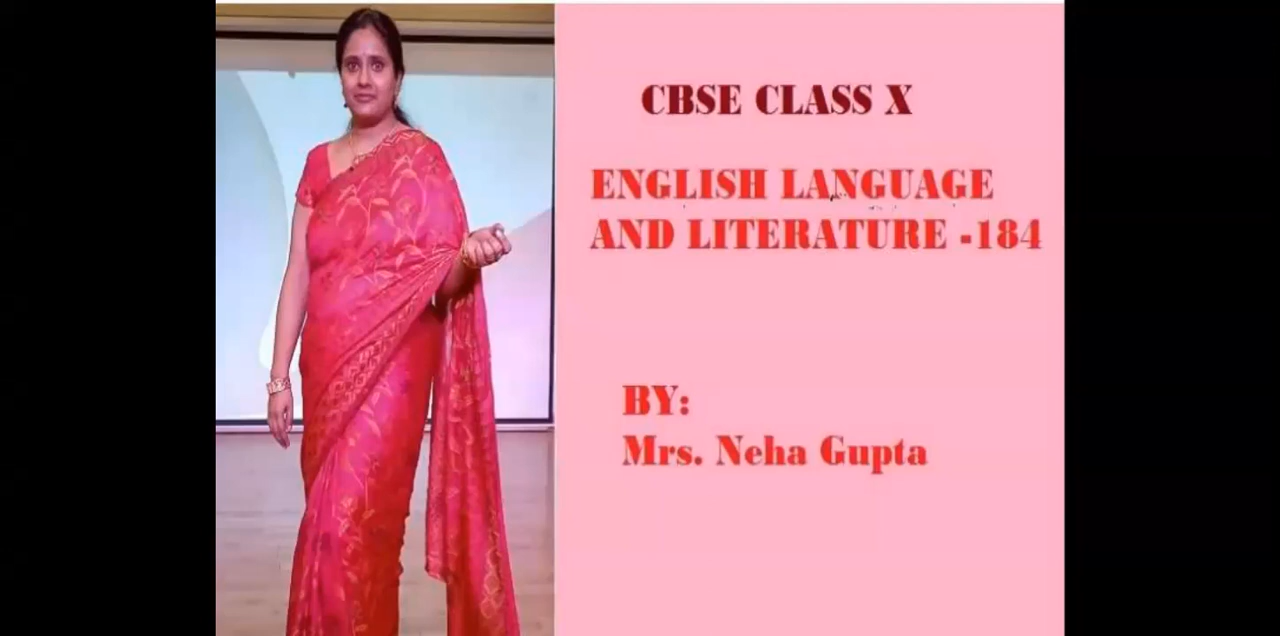 CBSE CLASS X
ENGLISH LANGUAGE
AND LITERATURE -184
BY:
Mrs. Neha Gupta